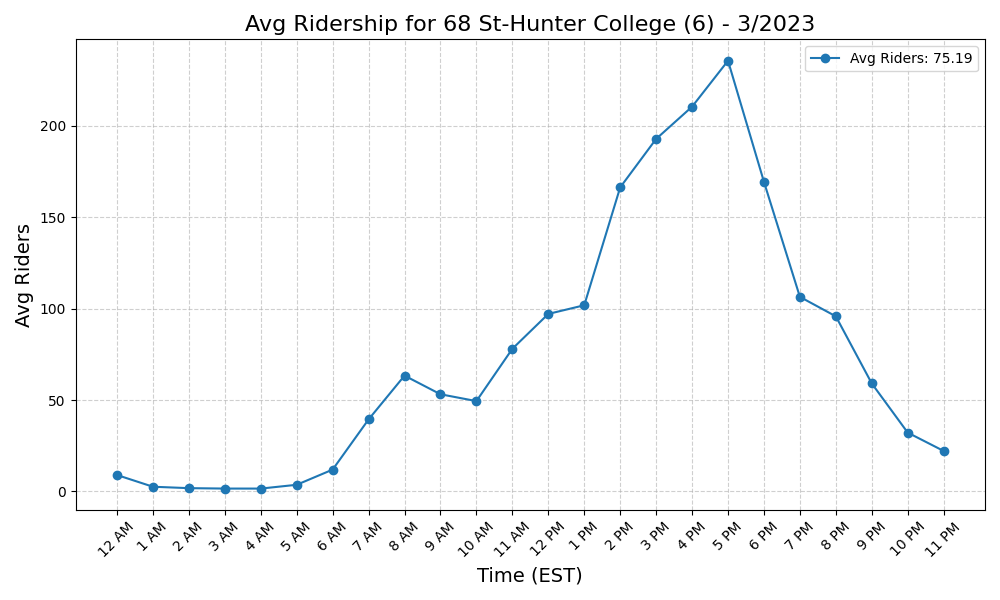 Avg Ridership for 68 St-Hunter College (6) - 3/2023
Avg Riders: 75.19
Avg Riders
200
150
100
50
0
12 AM
1 AM
2 AM
3 AM
4 AM
5 AM
6 AM
7 AM
8 AM
9 AM
10 AM
11 AM
12 PM
1 PM
2 PM
3 PM
4 PM
5 PM
6 PM
7 PM
8 PM
9 PM
10 PM
11 PM
Time (EST)